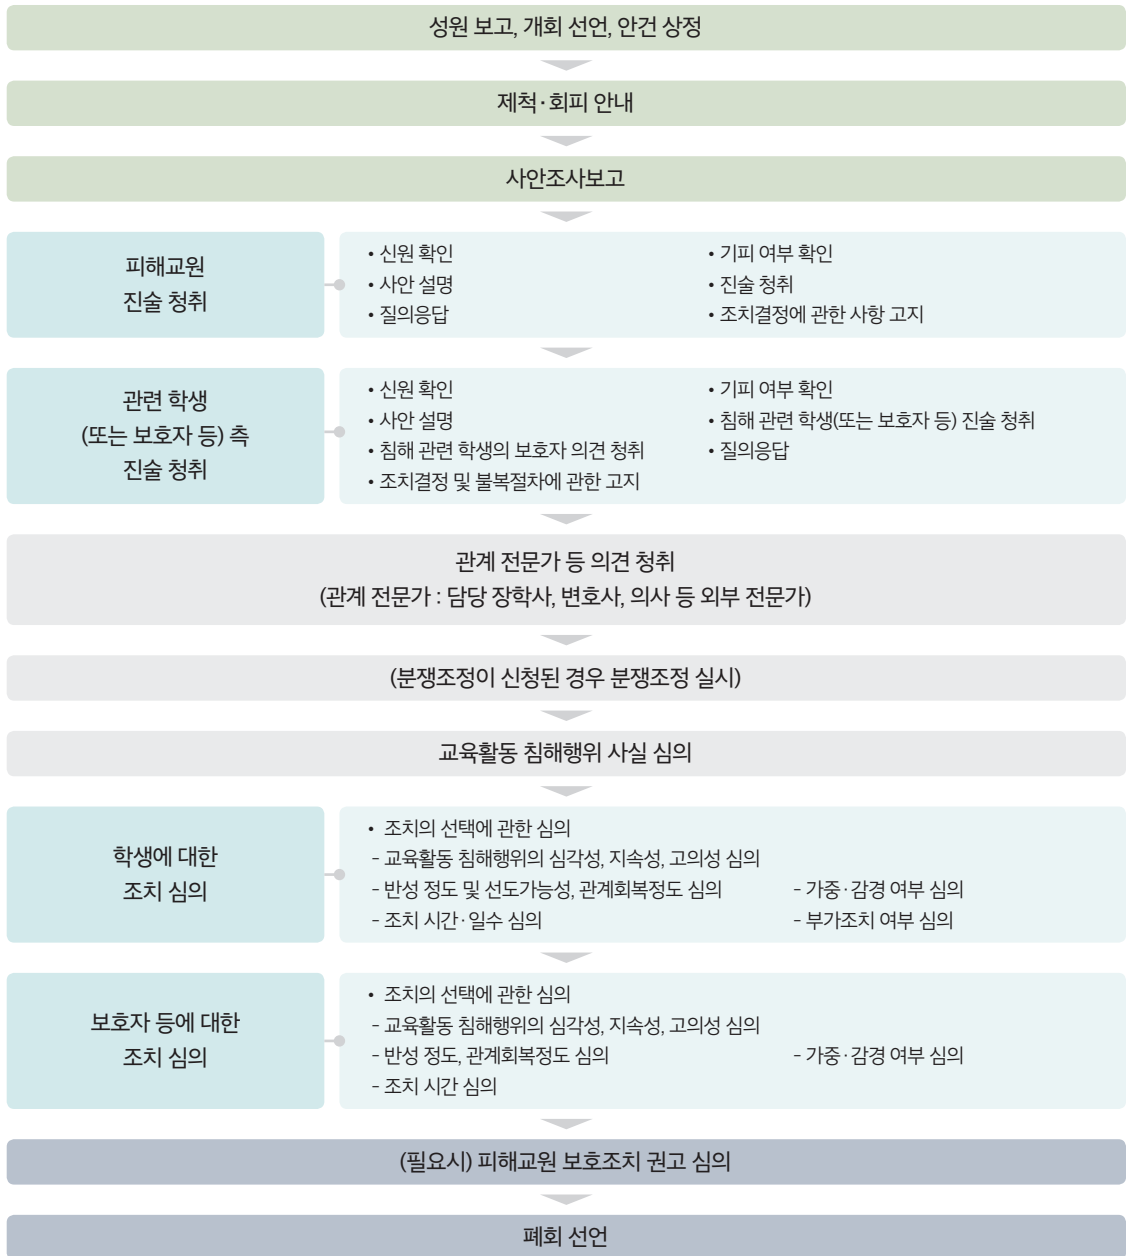 성원 보고, 개회 선언, 안건 상정
제척·회피 안내
사안조사보고
피해교원
진술 청취
• 신원 확인
• 기피 여부 확인
• 사안 설명
• 진술 청취
• 질의응답
• 조치결정에 관한 사항 고지
관련 학생
(또는 보호자 등) 측
진술 청취
• 신원 확인
• 기피 여부 확인
• 사안 설명
• 침해 관련 학생(또는 보호자 등) 진술 청취
• 침해 관련 학생의 보호자 의견 청취
• 질의응답
• 조치결정 및 불복절차에 관한 고지
관계 전문가 등 의견 청취
(관계 전문가 : 담당 장학사, 변호사, 의사 등 외부 전문가)
(분쟁조정이 신청된 경우 분쟁조정 실시)
교육활동 침해행위 사실 심의
학생에 대한
조치 심의
• 조치의 선택에 관한 심의
- 교육활동 침해행위의 심각성, 지속성, 고의성 심의
- 반성 정도 및 선도가능성, 관계회복정도 심의
- 가중·감경 여부 심의
- 조치 시간·일수 심의
- 부가조치 여부 심의
보호자 등에 대한
조치 심의
• 조치의 선택에 관한 심의
- 교육활동 침해행위의 심각성, 지속성, 고의성 심의
- 반성 정도, 관계회복정도 심의
- 가중·감경 여부 심의
- 조치 시간 심의
(필요시) 피해교원 보호조치 권고 심의
폐회 선언